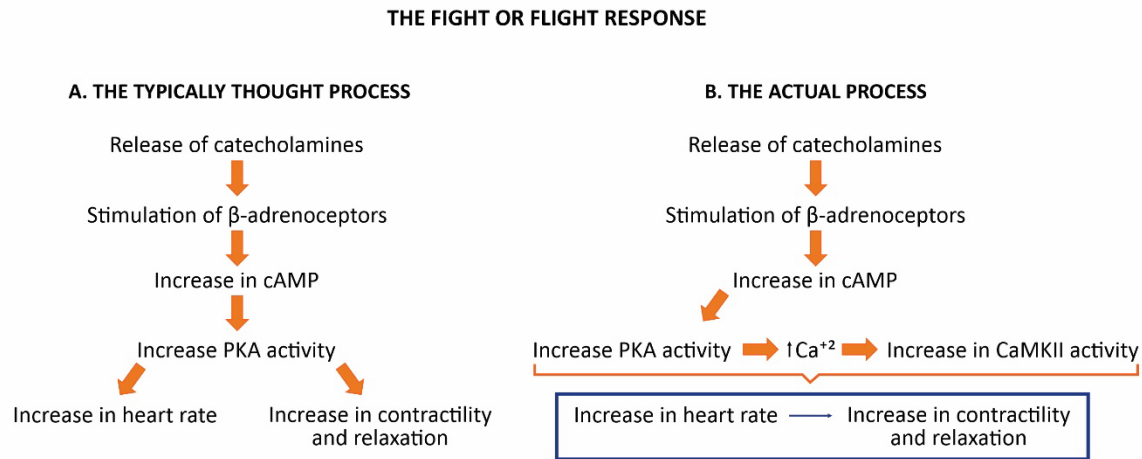 THE FIGHT OR FLIGHT RESPONSE
A. THE TYPICALLY THOUGHT PROCESS
Release of catecholamines
Stimulation of β-adrenoceptors
Increase in cAMP
Increase PKA activity
Increase in heart rate
Increase in contractility
and relaxation
B. THE ACTUAL PROCESS
Release of catecholamines
Stimulation of β-adrenoceptors
Increase in cAMP
Increase PKA activity
↑Ca⁺²
Increase in CaMKII activity
Increase in heart rate
Increase in contractility
and relaxation